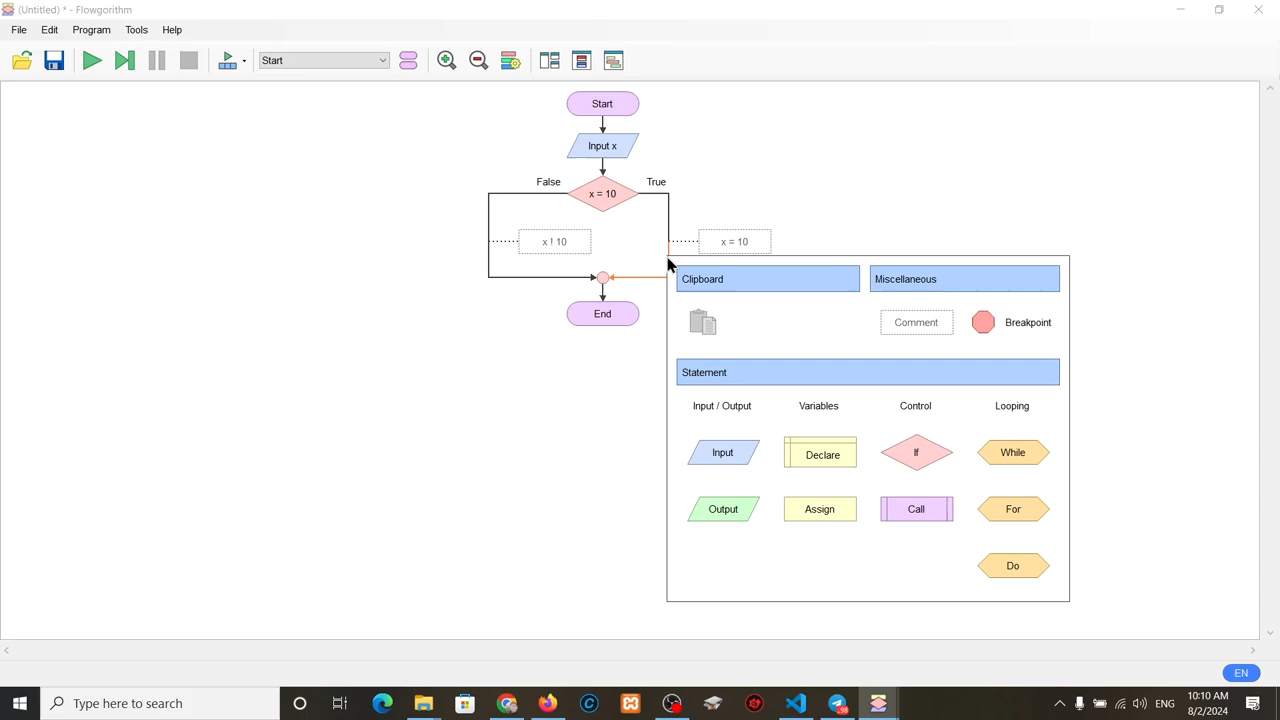 (Untitled) * - Flowgorithm
File Edit Program Tools Help
Start
Start
Input x
False True
x = 10
x ! 10 x = 10
End
Clipboard Miscellaneous
Comment Breakpoint
Statement
Input / Output Variables Control Looping
Input Declare If While
Output Assign Call For
Do
EN
Type here to search
ENG
10:10 AM
8/2/2024